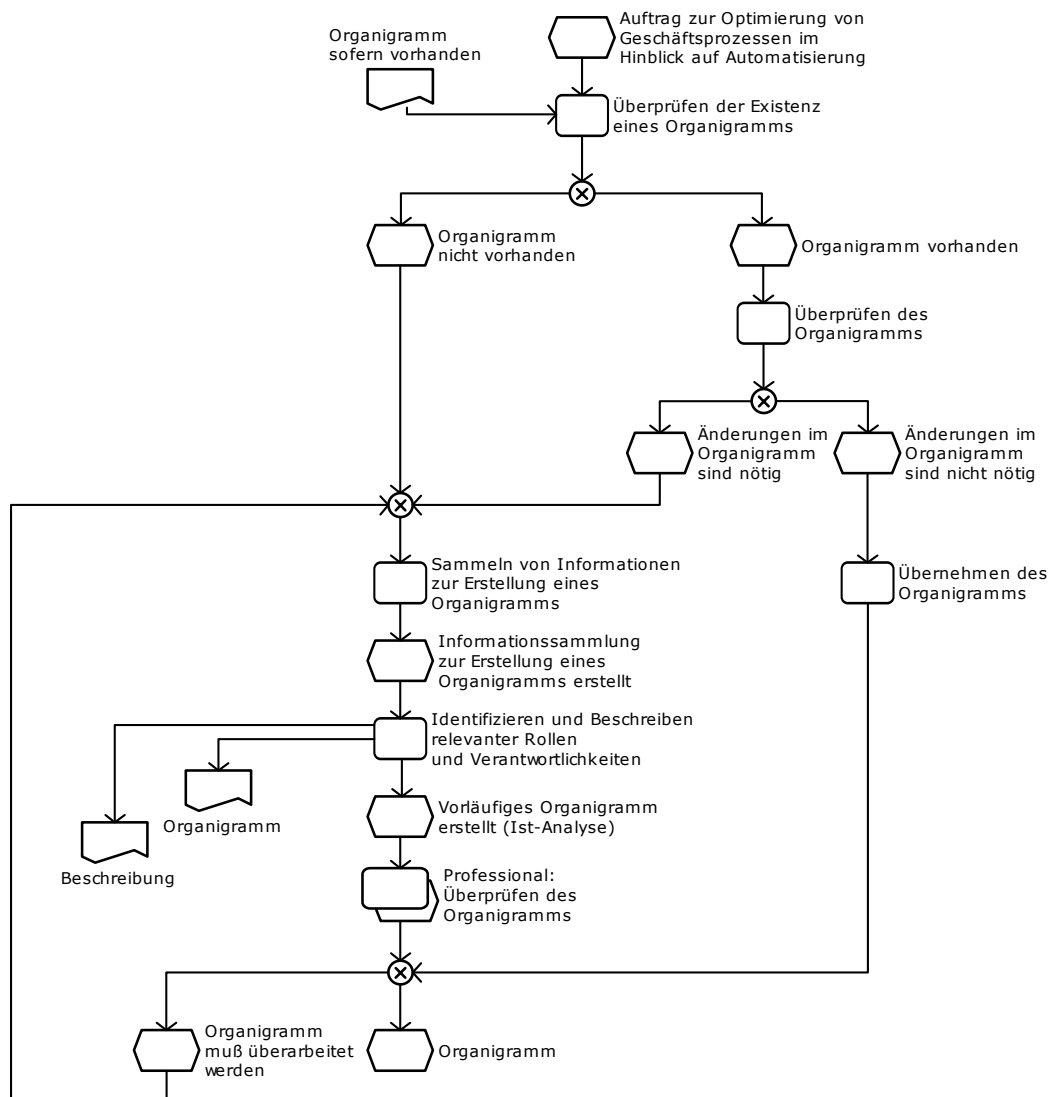 Organigramm
sofern vorhanden
Auftrag zur Optimierung von
Geschäftsprozessen im
Hinblick auf Automatisierung
Überprüfen der Existenz
eines Organigramms
Organigramm
nicht vorhanden
Organigramm vorhanden
Überprüfen des
Organigramms
Änderungen im
Organigramm
sind nötig
Änderungen im
Organigramm
sind nicht nötig
Sammeln von Informationen
zur Erstellung eines
Organigramms
Übernehmen des
Organigramms
Informationssammlung
zur Erstellung eines
Organigramms erstellt
Identifizieren und Beschreiben
relevanter Rollen
und Verantwortlichkeiten
Organigramm
Beschreibung
Vorläufiges Organigramm
erstellt (Ist-Analyse)
Professional:
Überprüfen des
Organigramms
Organigramm
muß überarbeitet
werden
Organigramm